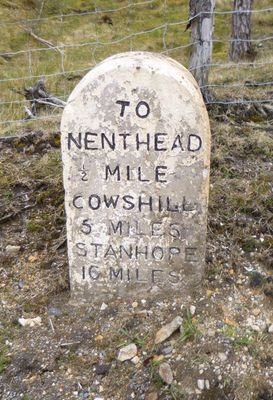 TO
NENTHEAD
½ MILE
COWSHILL
5 MILES
STANHOPE
16 MILES